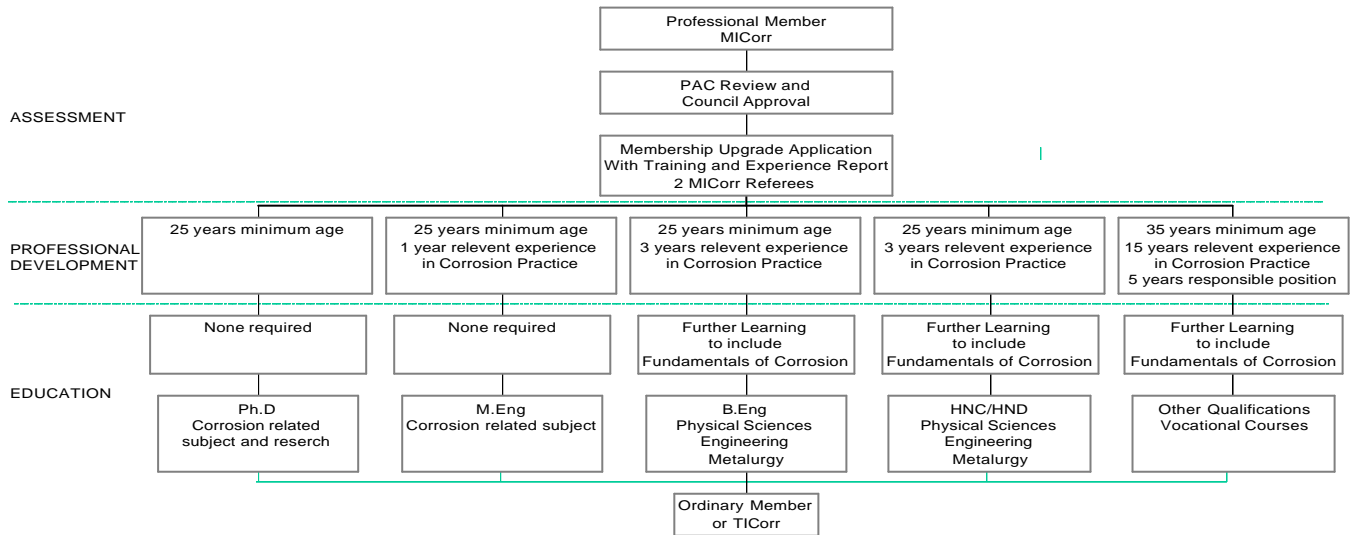 Professional Member
MICorr
PAC Review and
Council Approval
ASSESSMENT
Membership Upgrade Application
With Training and Experience Report
2 MICorr Referees
PROFESSIONAL
DEVELOPMENT
25 years minimum age
25 years minimum age
1 year relevent experience
in Corrosion Practice
25 years minimum age
3 years relevent experience
in Corrosion Practice
25 years minimum age
3 years relevent experience
in Corrosion Practice
35 years minimum age
15 years relevent experience
in Corrosion Practice
5 years responsible position
EDUCATION
None required
None required
Further Learning
to include
Fundamentals of Corrosion
Further Learning
to include
Fundamentals of Corrosion
Further Learning
to include
Fundamentals of Corrosion
Ph.D
Corrosion related
subject and reserch
M.Eng
Corrosion related subject
B.Eng
Physical Sciences
Engineering
Metalurgy
HNC/HND
Physical Sciences
Engineering
Metalurgy
Other Qualifications
Vocational Courses
Ordinary Member
or TICorr